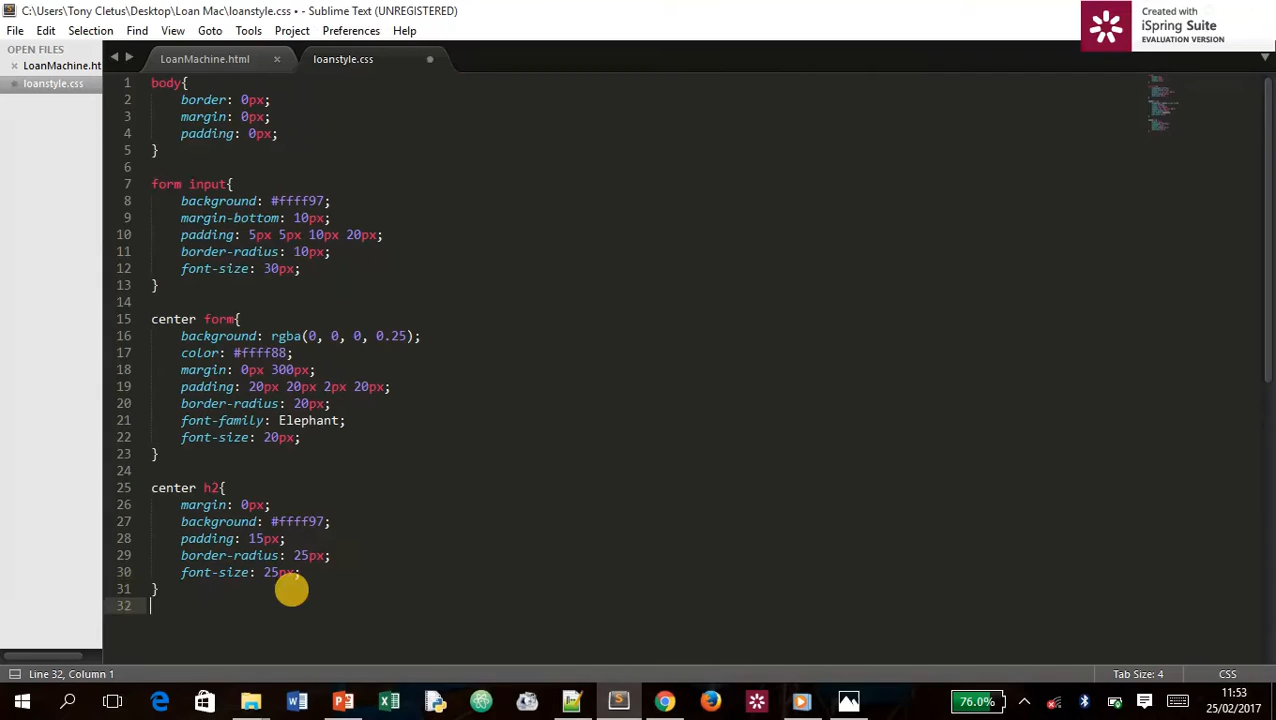 C:\Users\Tony Cletus\Desktop\Loan Mac\loanstyle.css • - Sublime Text (UNREGISTERED)
Created with
iSpring Suite
EVALUATION VERSION
File Edit Selection Find View Goto Tools Project Preferences Help
OPEN FILES
LoanMachine.ht
loanstyle.css
LoanMachine.html
loanstyle.css
1 body{
2 border: 0px;
3 margin: 0px;
4 padding: 0px;
5 }
6
7 form input{
8 background: #ffff97;
9 margin-bottom: 10px;
10 padding: 5px 5px 10px 20px;
11 border-radius: 10px;
12 font-size: 30px;
13 }
14
15 center form{
16 background: rgba(0, 0, 0, 0.25);
17 color: #ffff88;
18 margin: 0px 300px;
19 padding: 20px 20px 2px 20px;
20 border-radius: 20px;
21 font-family: Elephant;
22 font-size: 20px;
23 }
24
25 center h2{
26 margin: 0px;
27 background: #ffff97;
28 padding: 15px;
29 border-radius: 25px;
30 font-size: 25px;
31 }
32
Line 32, Column 1
Tab Size: 4
CSS
76.0%
11:53
25/02/2017